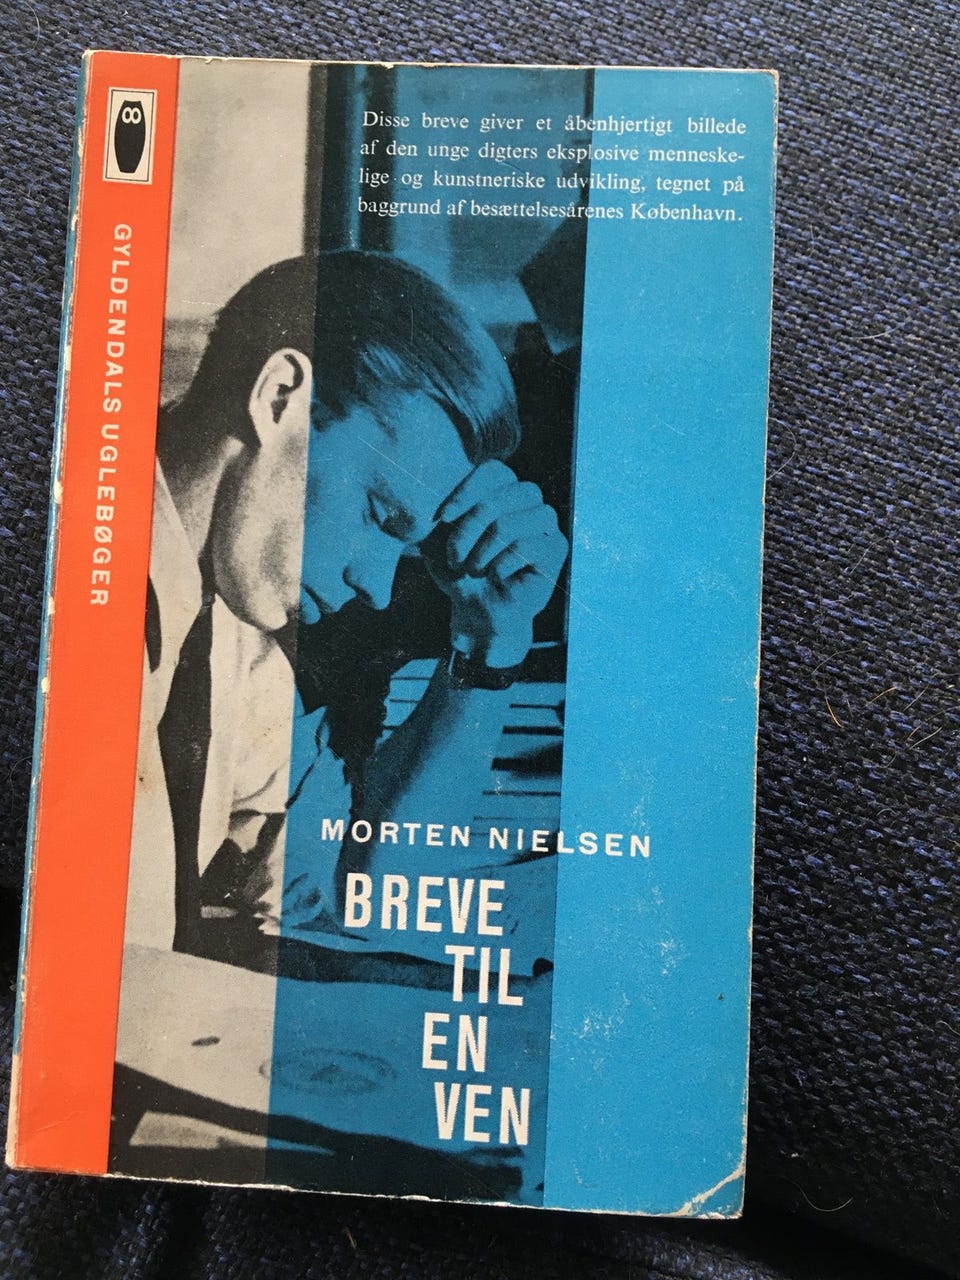 Disse breve giver et åbenhjertigt billede
af den unge digters eksplosive menneske-
lige og kunstneriske udvikling, tegnet på
baggrund af besættelsesårenes København.
GYLDENDALS UGLEBØGER
MORTEN NIELSEN
BREVE
TIL
EN
VEN